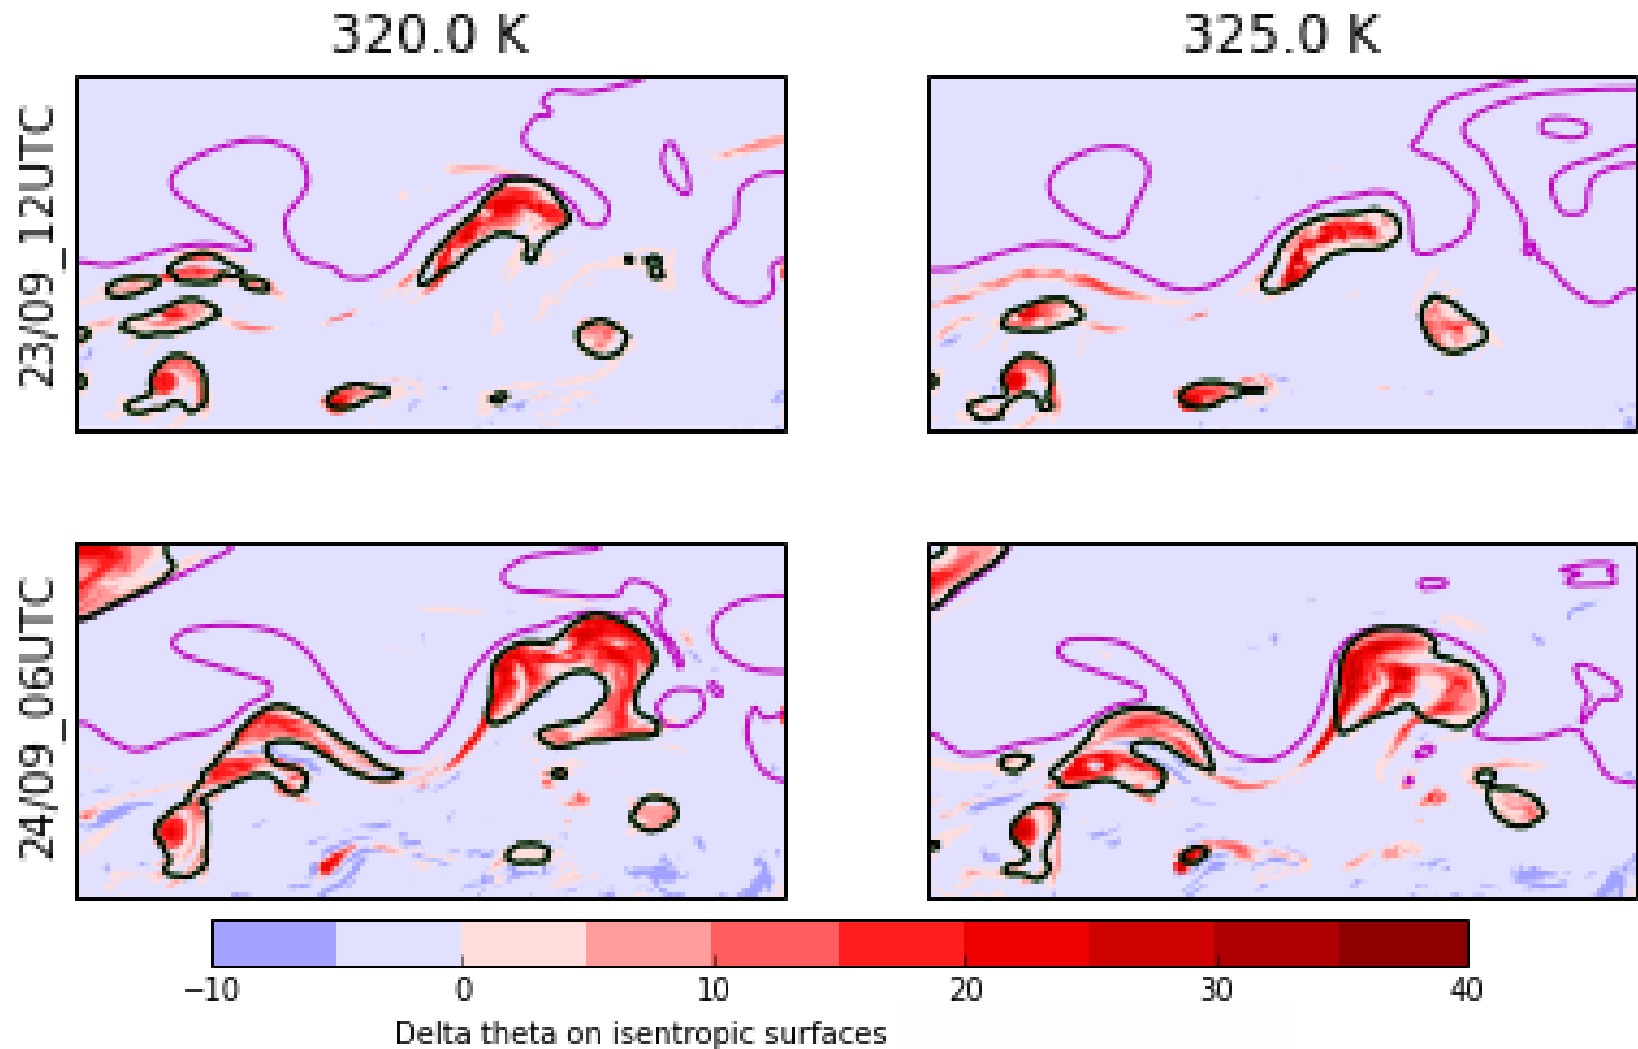 320.0 K
325.0 K
23/09_12UTC
24/09_06UTC
−10 0 10 20 30 40
Delta theta on isentropic surfaces